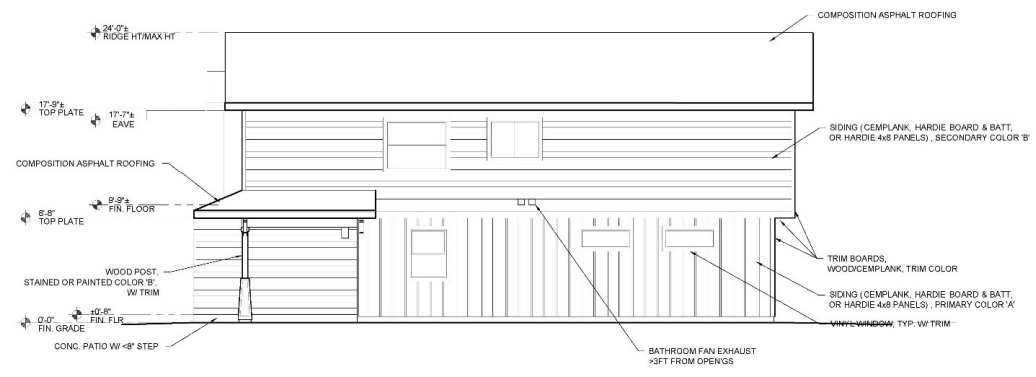 COMPOSITION ASPHALT ROOFING
24'-0"±
RIDGE HT/MAX HT
17'-9"±
TOP PLATE
17'-7"±
EAVE
SIDING (CEMPLANK, HARDIE BOARD & BATT,
OR HARDIE 4x8 PANELS) , SECONDARY COLOR 'B'
COMPOSITION ASPHALT ROOFING
9'-9"±
FIN. FLOOR
8'-8"
TOP PLATE
WOOD POST,
STAINED OR PAINTED COLOR 'B',
W/ TRIM
TRIM BOARDS,
WOOD/CEMPLANK, TRIM COLOR
SIDING (CEMPLANK, HARDIE BOARD & BATT,
OR HARDIE 4x8 PANELS) , PRIMARY COLOR 'A'
±0'-8"
FIN. FLR
0'-0"
FIN. GRADE
VINYL WINDOW, TYP. W/ TRIM
CONC. PATIO W/ <8" STEP
BATHROOM FAN EXHAUST
>3FT FROM OPEN'GS